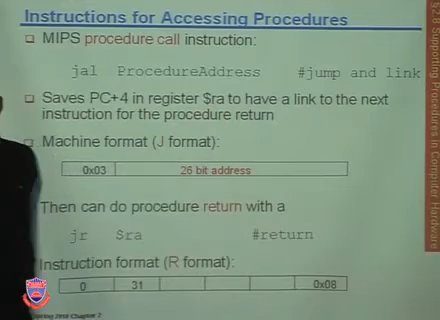 Instructions for Accessing Procedures
MIPS procedure call instruction:
jal ProcedureAddress #jump and link
Saves PC+4 in register $ra to have a link to the next
instruction for the procedure return
Machine format (J format):
0x03 26 bit address
Then can do procedure return with a
jr $ra #return
Instruction format (R format):
0 31 0x08
Chapter 2
9.2.8 Supporting Procedures in Computer Hardware